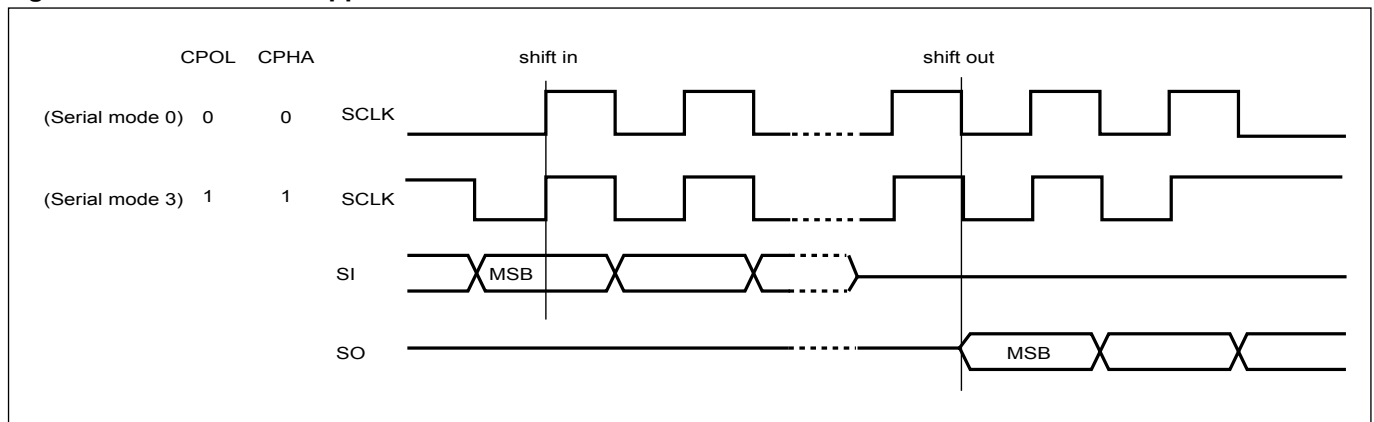 CPOL CPHA shift in shift out
(Serial mode 0) 0 0 SCLK
(Serial mode 3) 1 1 SCLK
SI MSB
SO MSB